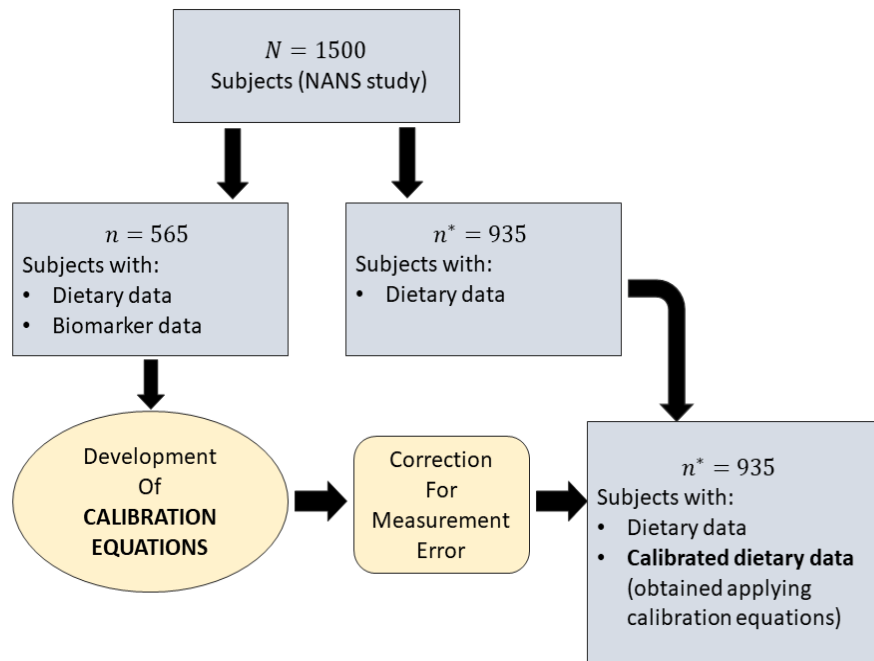 N = 1500
Subjects (NANS study)
n = 565
Subjects with:
• Dietary data
• Biomarker data
n* = 935
Subjects with:
• Dietary data
Development
Of
CALIBRATION
EQUATIONS
Correction
For
Measurement
Error
n* = 935
Subjects with:
• Dietary data
• Calibrated dietary data
(obtained applying
calibration equations)